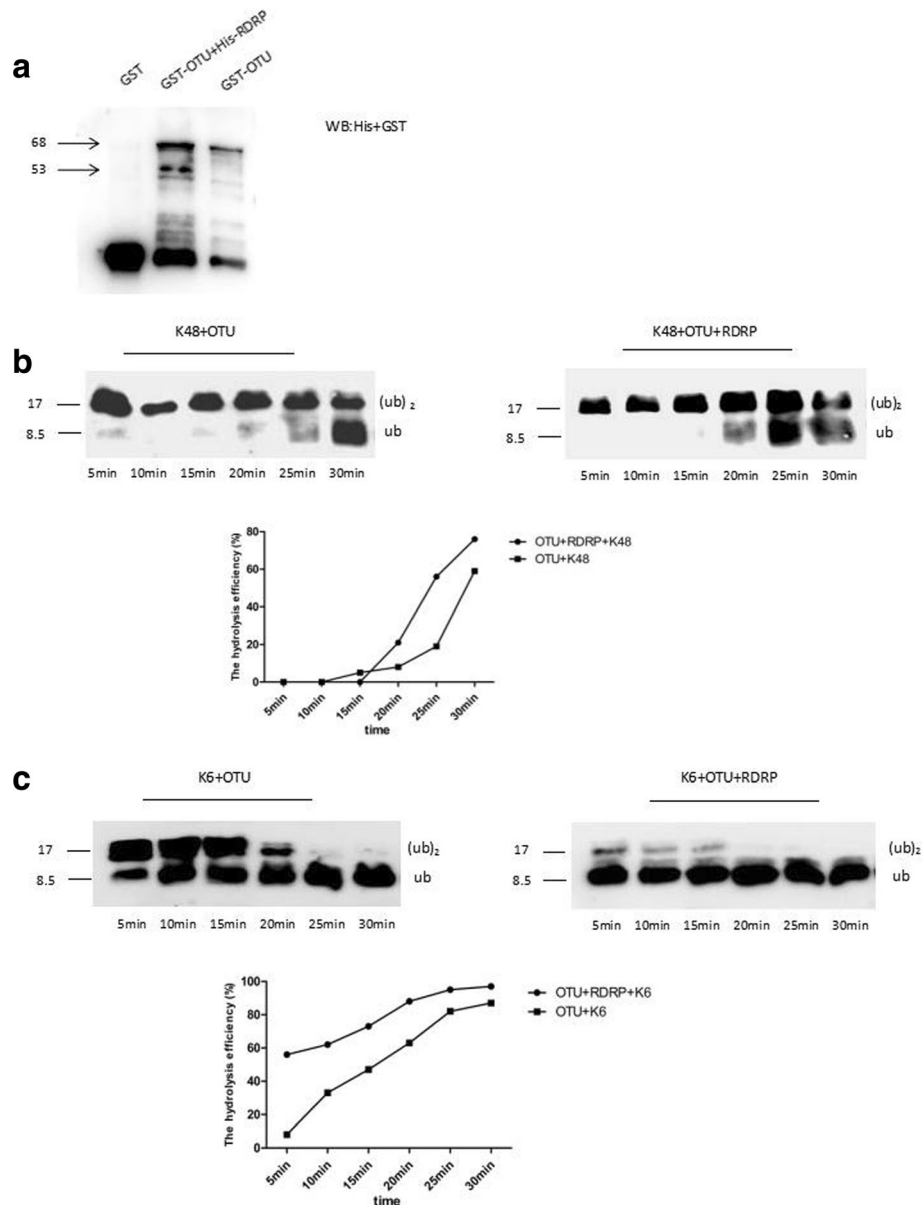 a
GST
GST-OTU+His-RDRP
GST-OTU
WB:His+GST
68
53
b
K48+OTU
K48+OTU+RDRP
17
(ub)₂
8.5
ub
5min 10min 15min 20min 25min 30min
17
(ub)₂
8.5
ub
5min 10min 15min 20min 25min 30min
The hydrolysis efficiency (%)
80
60
40
20
0
5min 10min 15min 20min 25min 30min
time
OTU+RDRP+K48
OTU+K48
c
K6+OTU
K6+OTU+RDRP
17
(ub)₂
8.5
ub
5min 10min 15min 20min 25min 30min
17
(ub)₂
8.5
ub
5min 10min 15min 20min 25min 30min
The hydrolysis efficiency (%)
100
80
60
40
20
0
5min 10min 15min 20min 25min 30min
time
OTU+RDRP+K6
OTU+K6